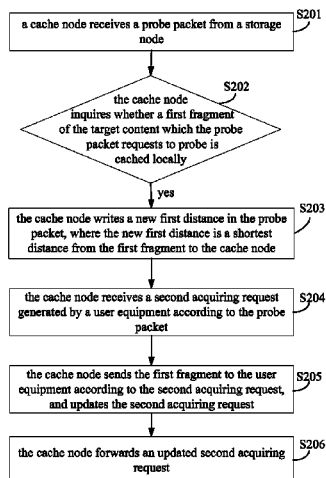 S201
a cache node receives a probe packet from a storage
node
S202
the cache node
inquires whether a first fragment
of the target content which the probe
packet requests to probe is
cached locally
yes
S203
the cache node writes a new first distance in the probe
packet, where the new first distance is a shortest
distance from the first fragment to the cache node
S204
the cache node receives a second acquiring request
generated by a user equipment according to the probe
packet
S205
the cache node sends the first fragment to the user
equipment according to the second acquiring request,
and updates the second acquiring request
S206
the cache node forwards an updated second acquiring
request